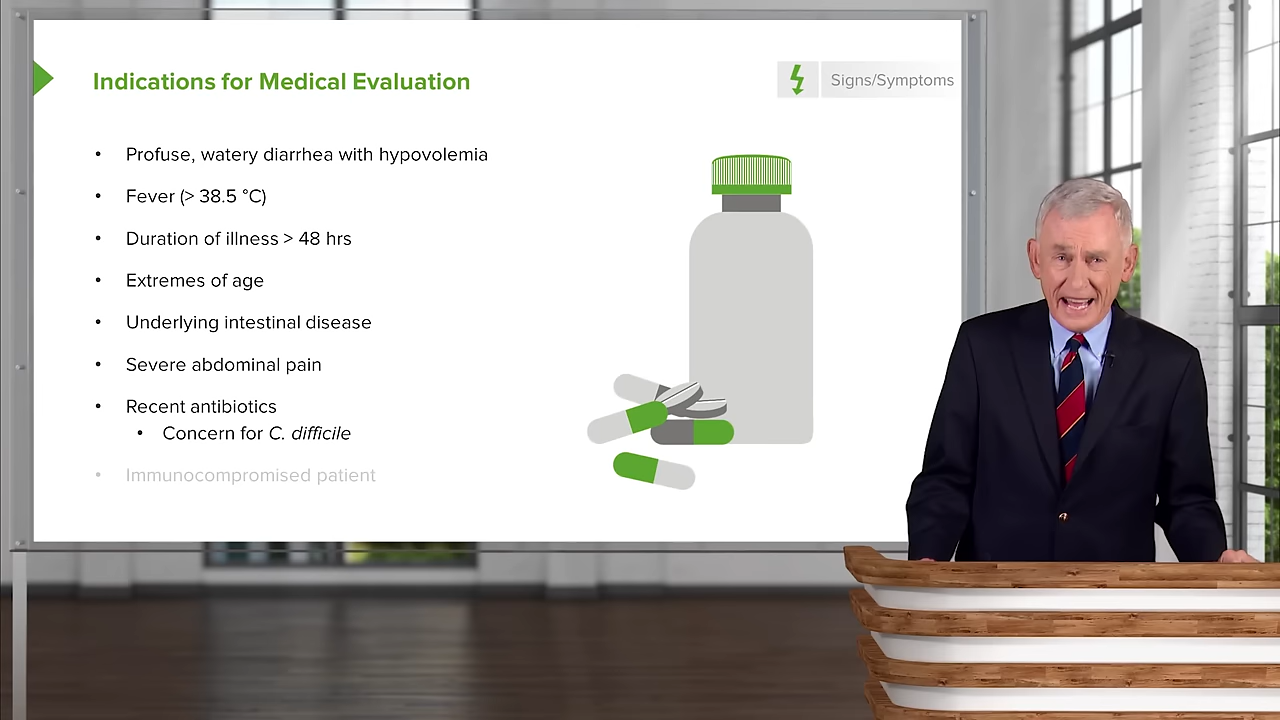 Indications for Medical Evaluation
Signs/Symptoms
• Profuse, watery diarrhea with hypovolemia
• Fever (> 38.5 °C)
• Duration of illness > 48 hrs
• Extremes of age
• Underlying intestinal disease
• Severe abdominal pain
• Recent antibiotics
• Concern for C. difficile
• Immunocompromised patient